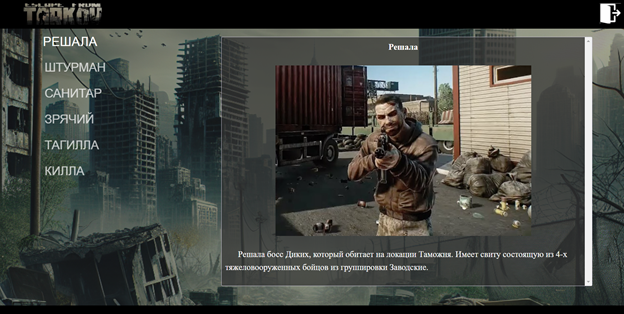 ESCAPE FROM
TARKOV
РЕШАЛА
ШТУРМАН
САНИТАР
ЗРЯЧИЙ
ТАГИЛЛА
КИЛЛА
Решала
Решала босс Диких, который обитает на локации Таможня. Имеет свиту состоящую из 4-х
тяжеловооруженных бойцов из группировки Заводские.